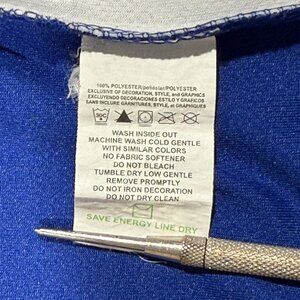 100% POLYESTER/poliéster/POLYESTER
EXCLUSIVE OF DECORATION, STYLE, and GRAPHICS
EXCLUYENDO DECORACIONES ESTILO Y GRAFICOS
SANS INCLURE GARNITURES, STYLE, et GRAPHIQUES
30C
WASH INSIDE OUT
MACHINE WASH COLD GENTLE
WITH SIMILAR COLORS
NO FABRIC SOFTENER
DO NOT BLEACH
TUMBLE DRY LOW GENTLE
REMOVE PROMPTLY
DO NOT IRON DECORATION
DO NOT DRY CLEAN
SAVE ENERGY LINE DRY